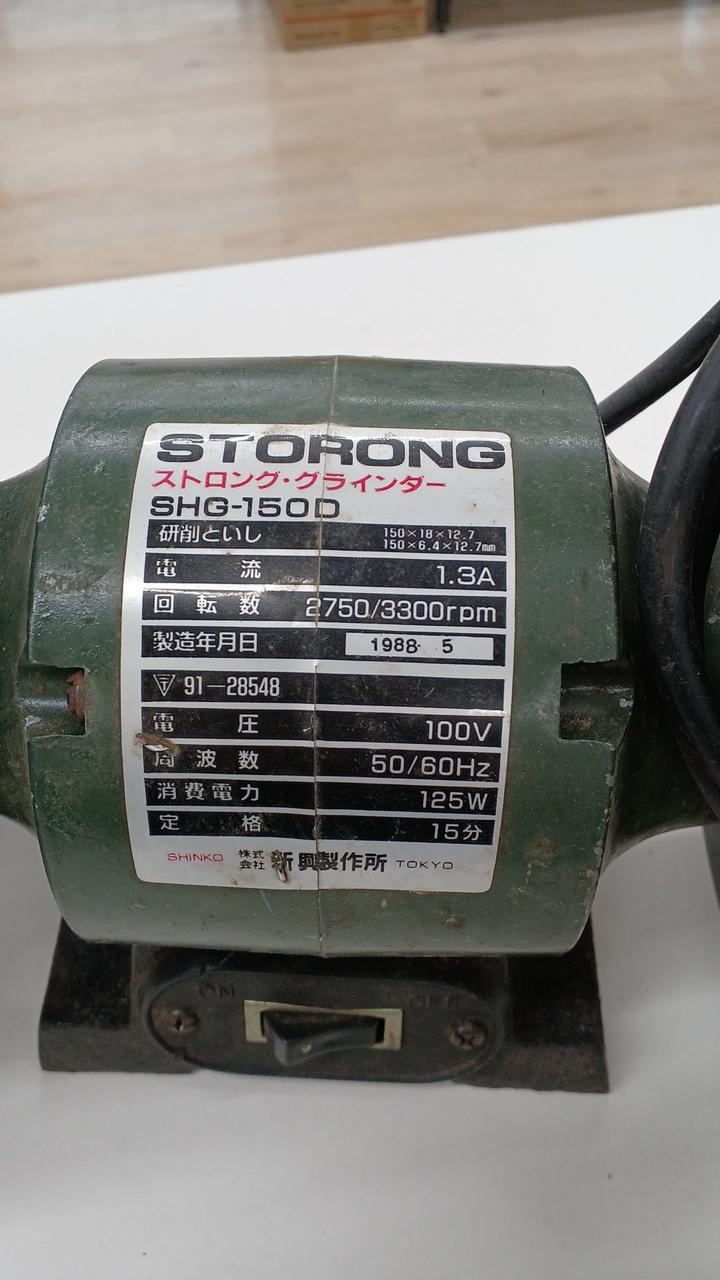 STORONG
ストロング・グラインダー
SHG-150D
研削といし 150×18×12.7
150×6.4×12.7mm
電流 1.3A
回転数 2750/3300rpm
製造年月日 1988 5
91-28548
電圧 100V
周波数 50/60Hz
消費電力 125W
定格 15分
SHINKO 株式会社 新興製作所 TOKYO
ON OFF